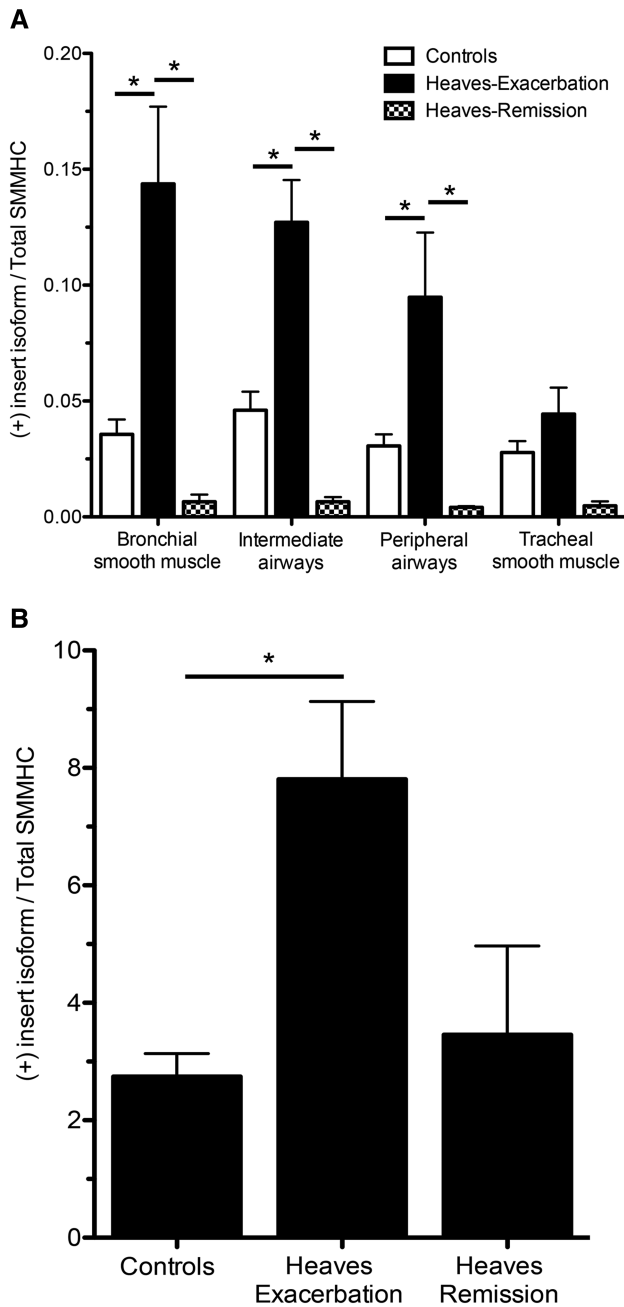 A
0.20
0.15
0.10
0.05
0.00
(+) insert isoform / Total SMMHC
Controls
Heaves-Exacerbation
Heaves-Remission
* *
* *
* *
Bronchial
smooth muscle
Intermediate
airways
Peripheral
airways
Tracheal
smooth muscle
B
10
8
6
4
2
0
(+) insert isoform / Total SMMHC
*
Controls
Heaves
Exacerbation
Heaves
Remission